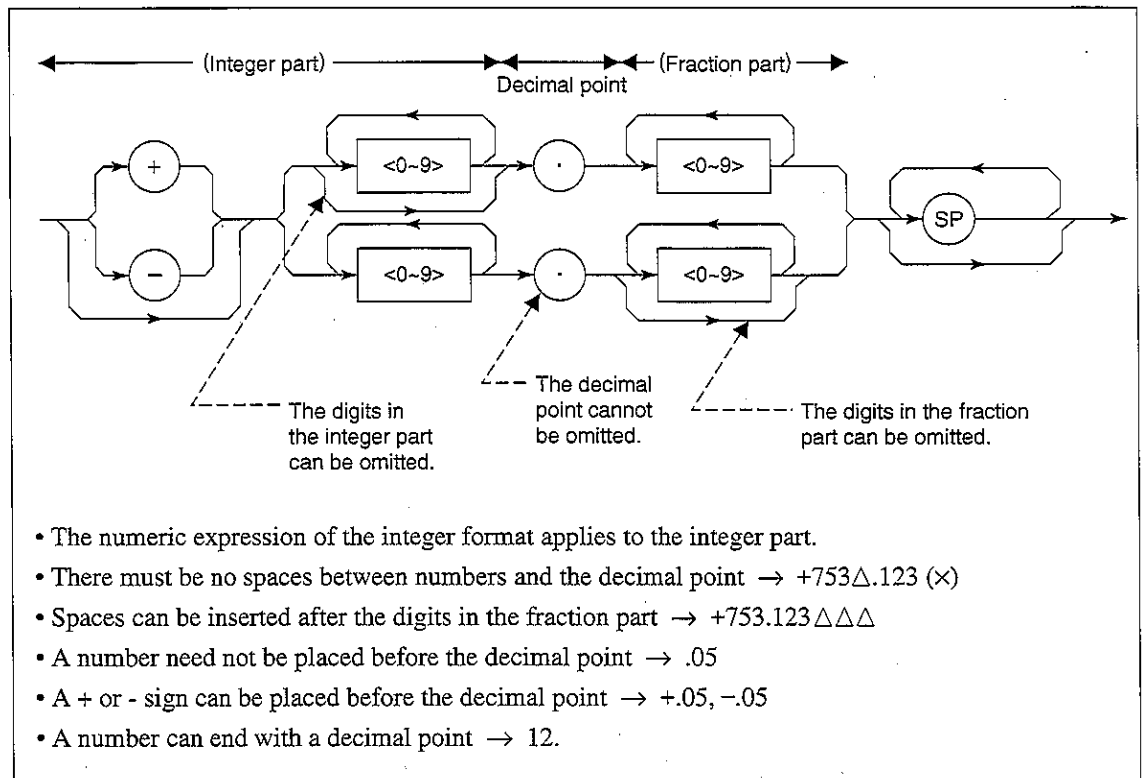 (Integer part)
(Fraction part)
Decimal point
+
<0~9>
·
<0~9>
SP
−
<0~9>
·
<0~9>
The digits in
the integer part
can be omitted.
The decimal
point cannot
be omitted.
The digits in the fraction
part can be omitted.
• The numeric expression of the integer format applies to the integer part.
• There must be no spaces between numbers and the decimal point → +753△.123 (×)
• Spaces can be inserted after the digits in the fraction part → +753.123△△△
• A number need not be placed before the decimal point → .05
• A + or - sign can be placed before the decimal point → +.05, −.05
• A number can end with a decimal point → 12.